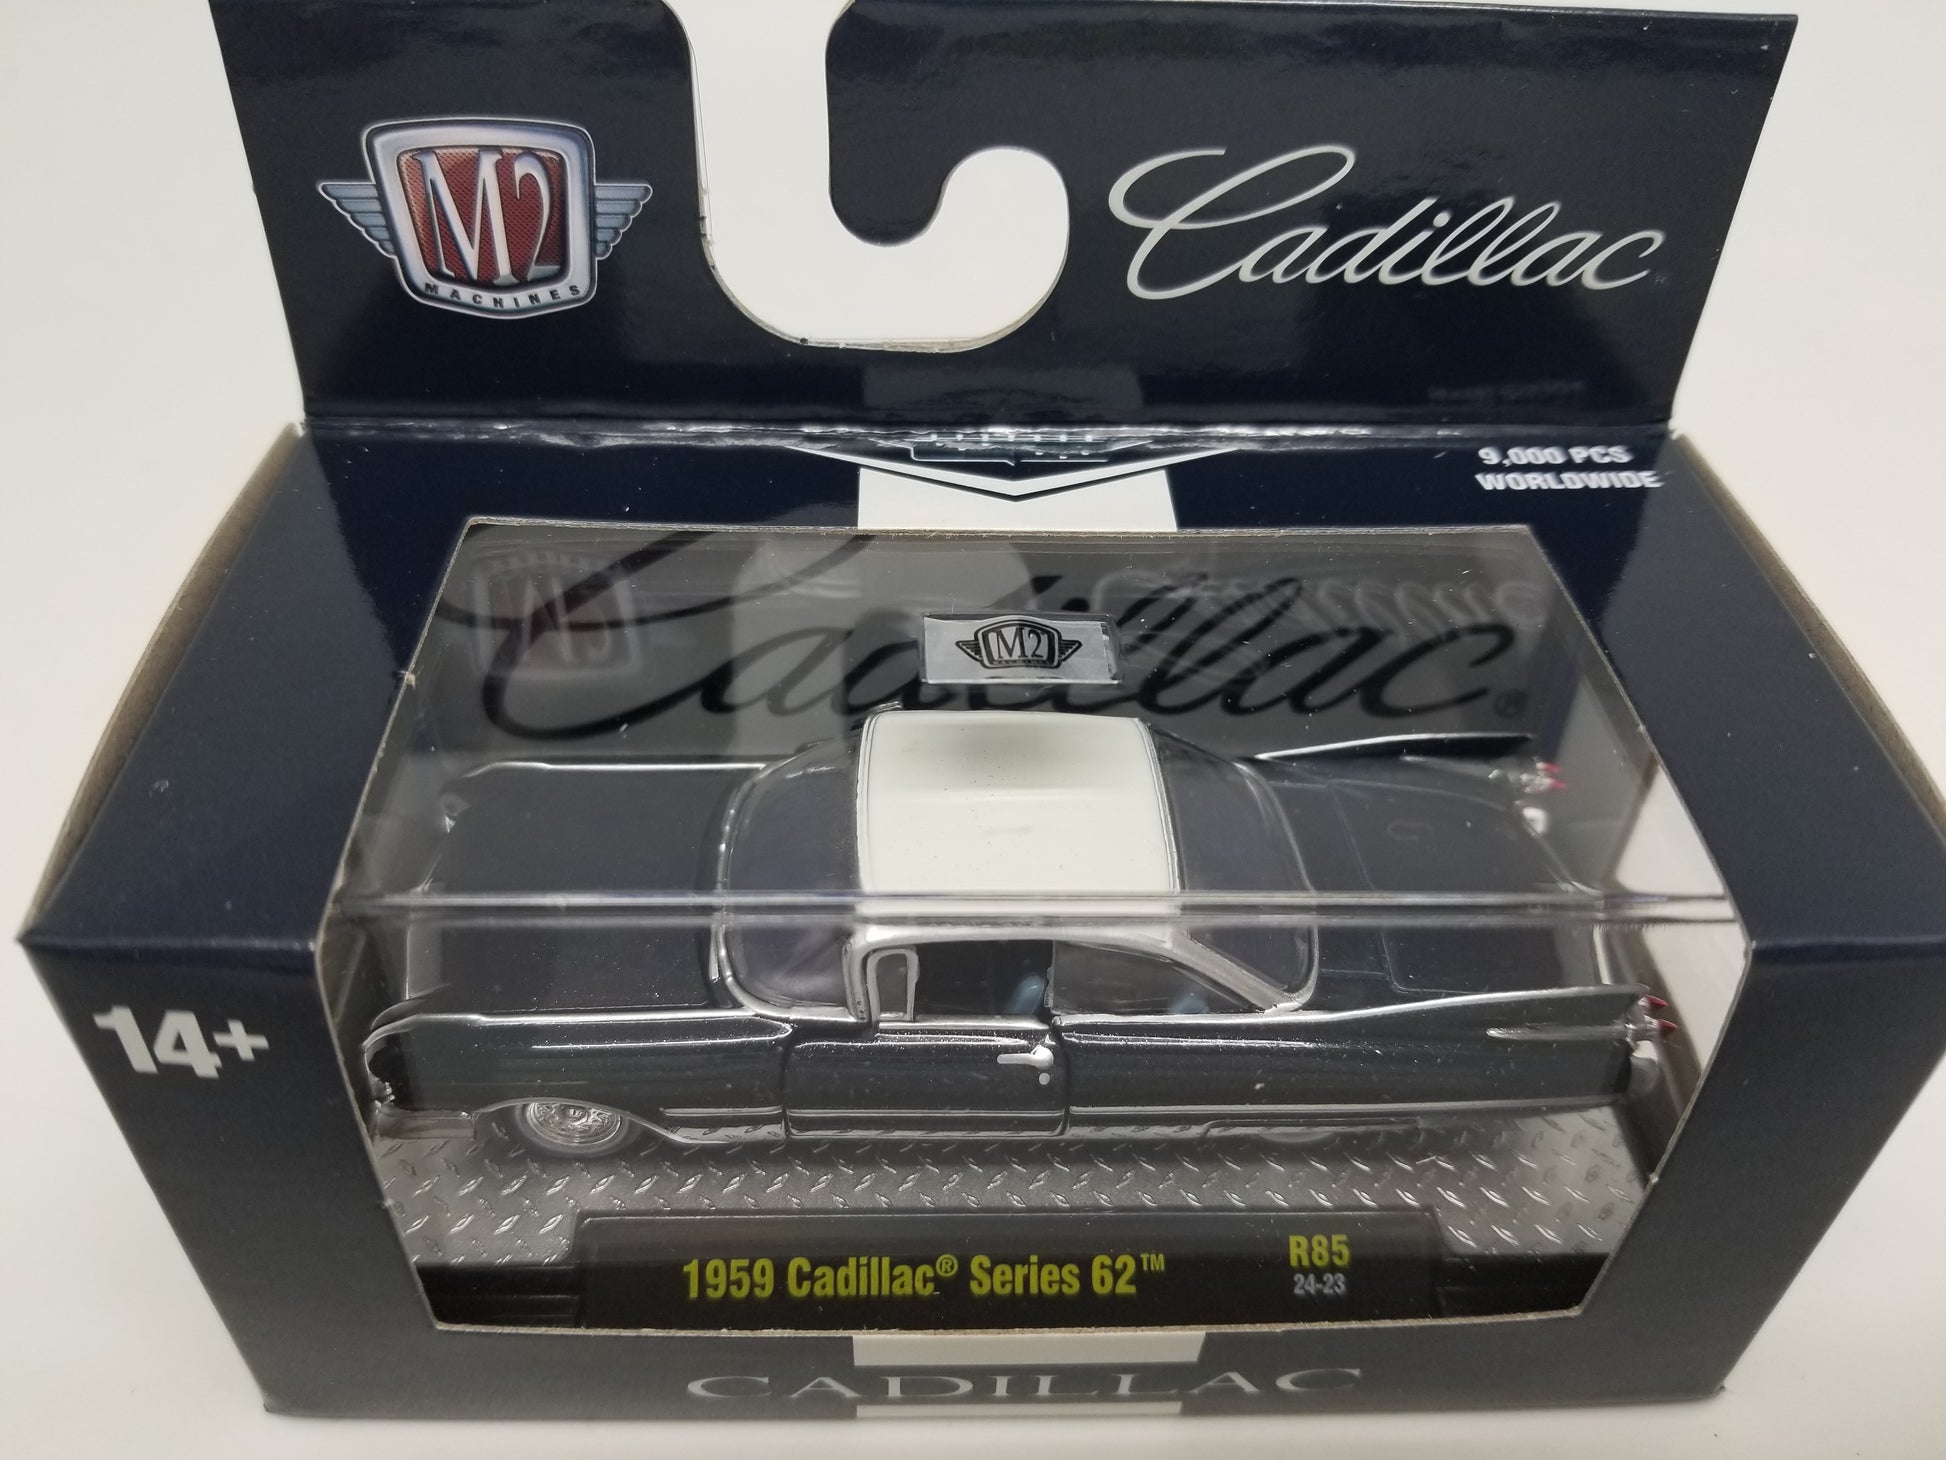 M2
MACHINES
Cadillac
9,000 PCS
WORLDWIDE
Cadillac®
M2
14+
1959 Cadillac® Series 62™
R85
24-23
CADILLAC